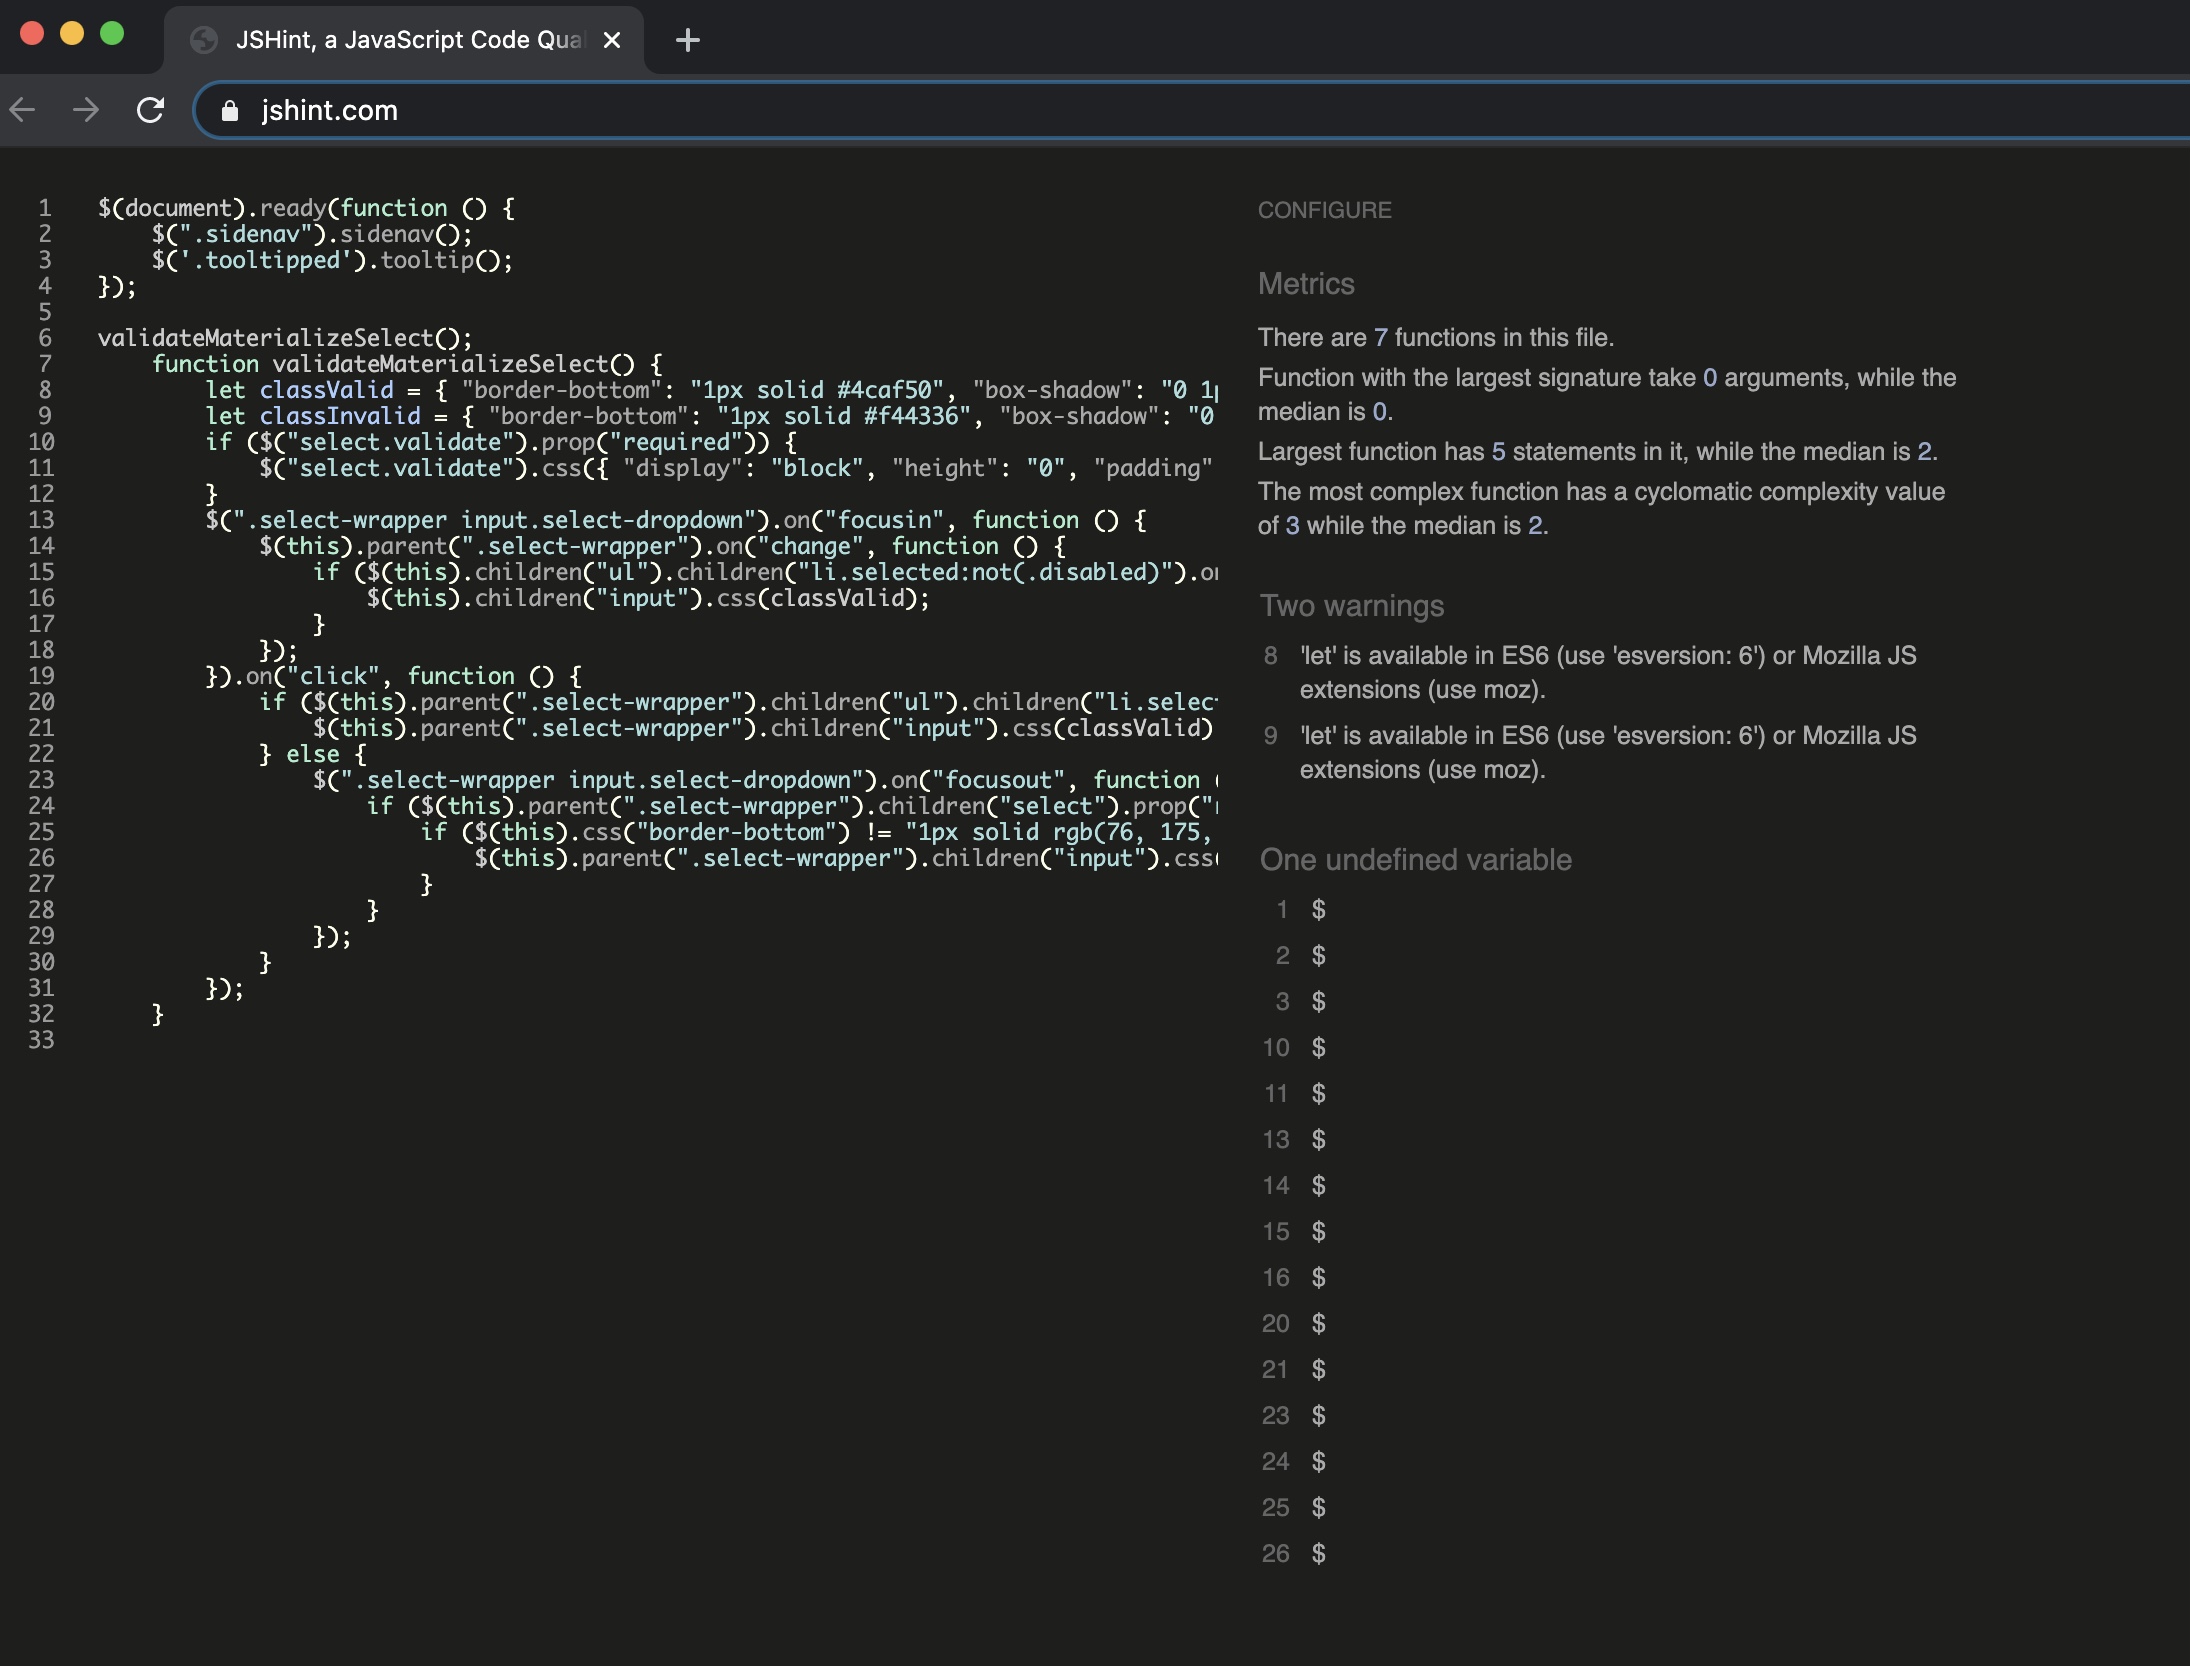 JSHint, a JavaScript Code Qua
jshint.com
1 $(document).ready(function () {
2 $(".sidenav").sidenav();
3 $('.tooltipped').tooltip();
4 });
5
6 validateMaterializeSelect();
7 function validateMaterializeSelect() {
8 let classValid = { "border-bottom": "1px solid #4caf50", "box-shadow": "0 1p
9 let classInvalid = { "border-bottom": "1px solid #f44336", "box-shadow": "0
10 if ($("select.validate").prop("required")) {
11 $("select.validate").css({ "display": "block", "height": "0", "padding"
12 }
13 $(".select-wrapper input.select-dropdown").on("focusin", function () {
14 $(this).parent(".select-wrapper").on("change", function () {
15 if ($(this).children("ul").children("li.selected:not(.disabled)").on
16 $(this).children("input").css(classValid);
17 }
18 });
19 }).on("click", function () {
20 if ($(this).parent(".select-wrapper").children("ul").children("li.select
21 $(this).parent(".select-wrapper").children("input").css(classValid)
22 } else {
23 $(".select-wrapper input.select-dropdown").on("focusout", function (
24 if ($(this).parent(".select-wrapper").children("select").prop("r
25 if ($(this).css("border-bottom") != "1px solid rgb(76, 175,
26 $(this).parent(".select-wrapper").children("input").css(
27 }
28 }
29 });
30 }
31 });
32 }
33
CONFIGURE
Metrics
There are 7 functions in this file.
Function with the largest signature take 0 arguments, while the
median is 0.
Largest function has 5 statements in it, while the median is 2.
The most complex function has a cyclomatic complexity value
of 3 while the median is 2.
Two warnings
8 'let' is available in ES6 (use 'esversion: 6') or Mozilla JS
extensions (use moz).
9 'let' is available in ES6 (use 'esversion: 6') or Mozilla JS
extensions (use moz).
One undefined variable
1 $
2 $
3 $
10 $
11 $
13 $
14 $
15 $
16 $
20 $
21 $
23 $
24 $
25 $
26 $